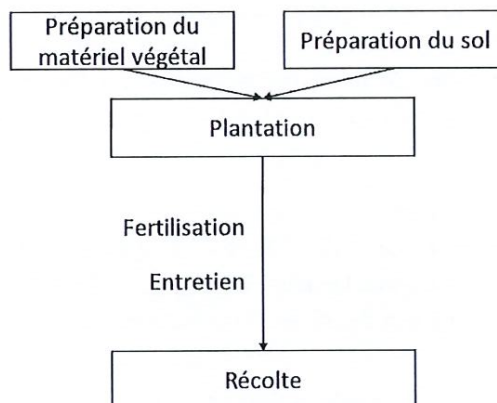 Préparation du
matériel végétal
Préparation du sol
Plantation
Fertilisation
Entretien
Récolte